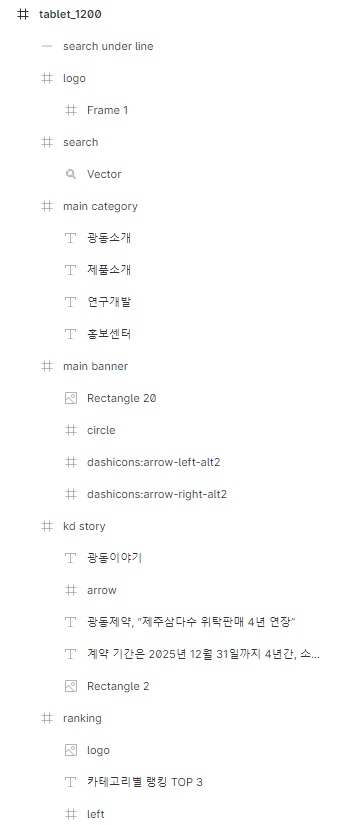 tablet_1200
search under line
logo
Frame 1
search
Vector
main category
광동소개
제품소개
연구개발
홍보센터
main banner
Rectangle 20
circle
dashicons:arrow-left-alt2
dashicons:arrow-right-alt2
kd story
광동이야기
arrow
광동제약, “제주삼다수 위탁판매 4년 연장”
계약 기간은 2025년 12월 31일까지 4년간, 소...
Rectangle 2
ranking
logo
카테고리별 랭킹 TOP 3
left